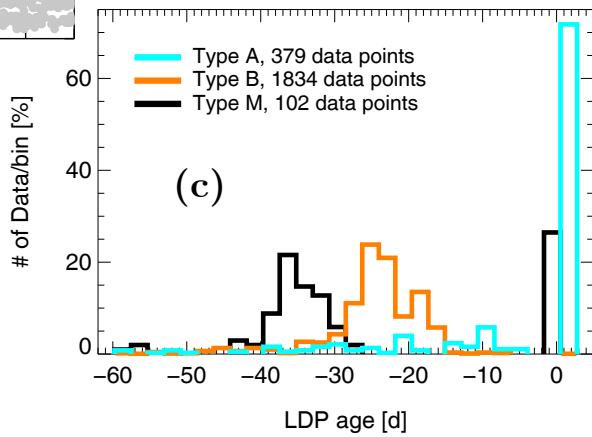 Type A, 379 data points
Type B, 1834 data points
Type M, 102 data points
(c)
# of Data/bin [%]
60
40
20
0
−60 −50 −40 −30 −20 −10 0
LDP age [d]